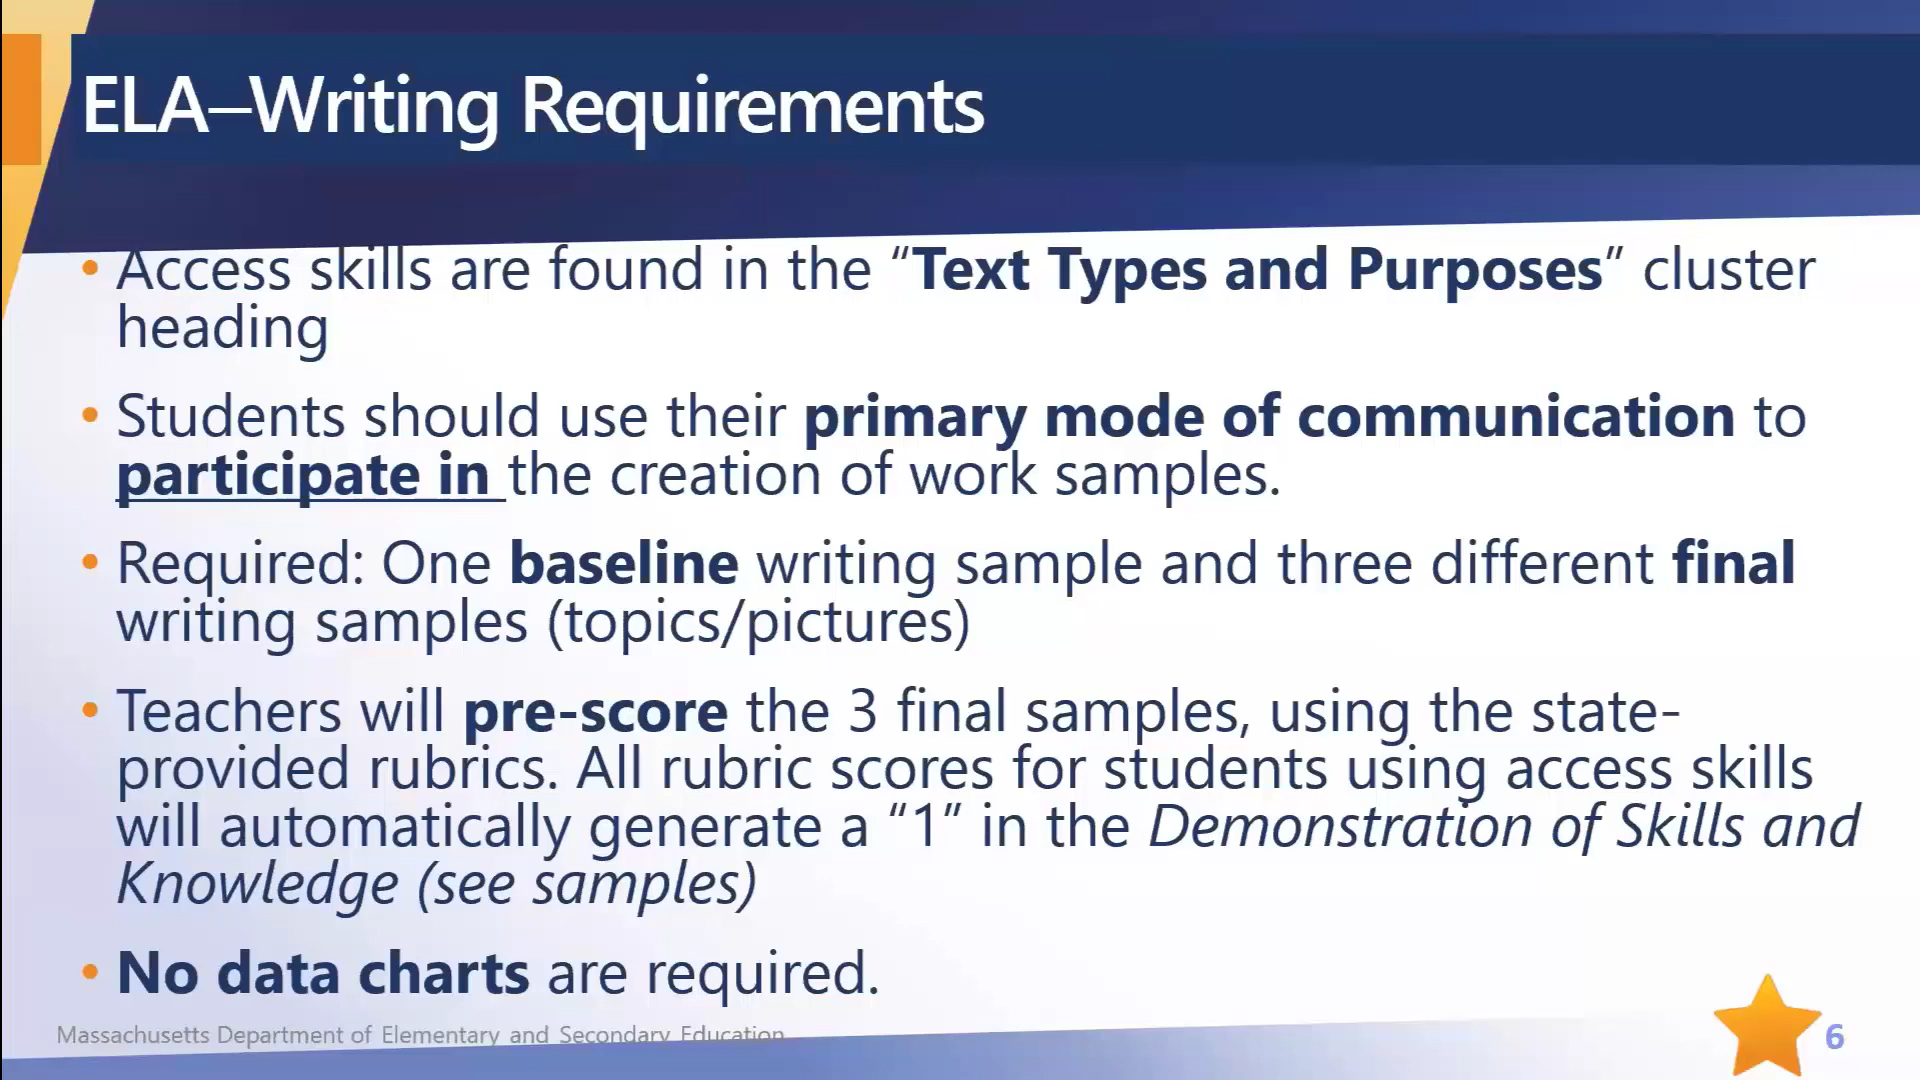 ELA–Writing Requirements
• Access skills are found in the “Text Types and Purposes” cluster
heading
• Students should use their primary mode of communication to
participate in the creation of work samples.
• Required: One baseline writing sample and three different final
writing samples (topics/pictures)
• Teachers will pre-score the 3 final samples, using the state-
provided rubrics. All rubric scores for students using access skills
will automatically generate a “1” in the Demonstration of Skills and
Knowledge (see samples)
• No data charts are required.
Massachusetts Department of Elementary and Secondary Education
6